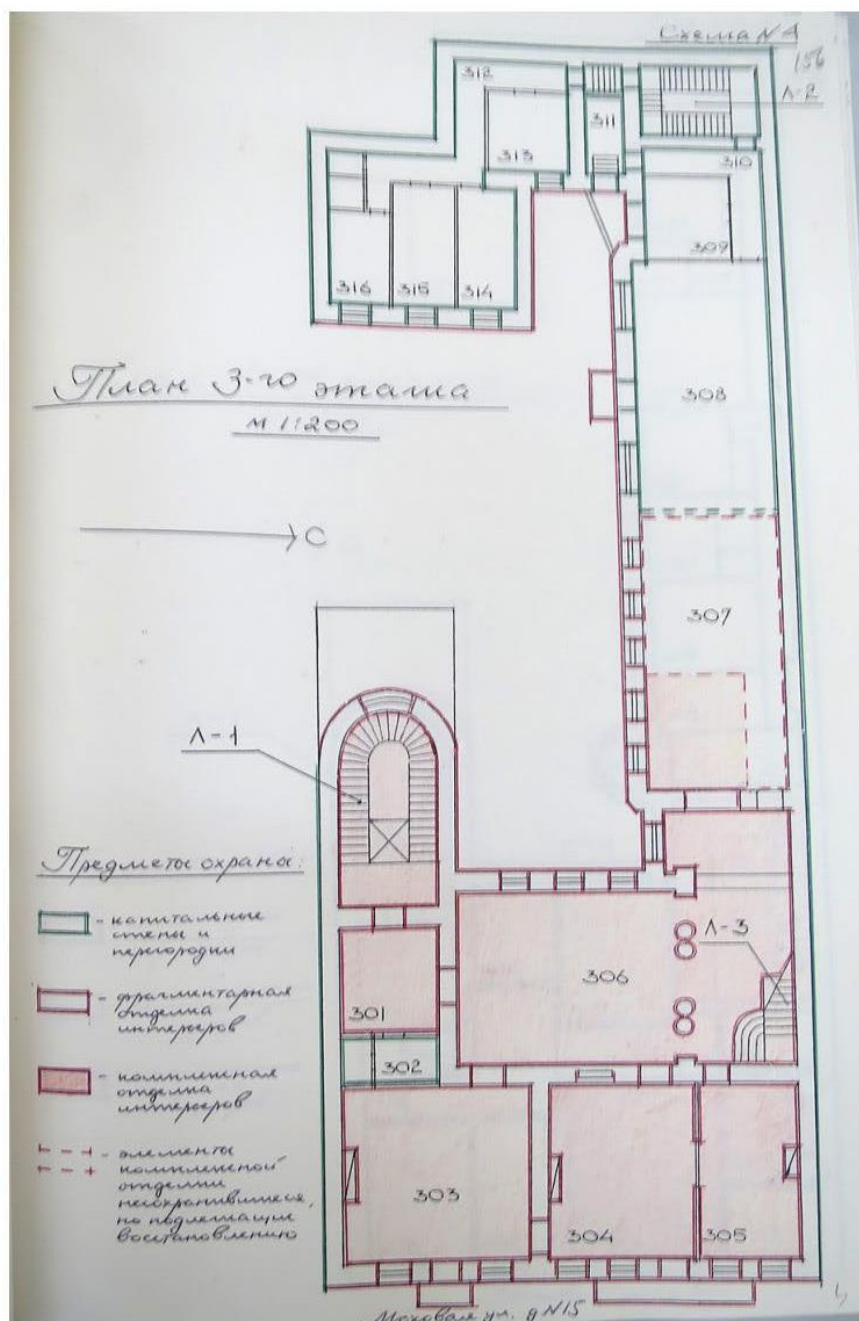 Схема N 4
156
Л-2
312
311
313
310
309
316
315
314
308
План 3-го этажа
М 1:200
С
307
Л-1
Л-3
306
301
302
Предметы охраны:
- капитальные
стены и
перегородки
- фрагментарная
отделка
интерьеров
- комплексная
отделка
интерьеров
- элементы
комплексной
отделки
несохранившиеся,
но подлежащие
восстановлению
303
304
305
Моховая ул. д N15